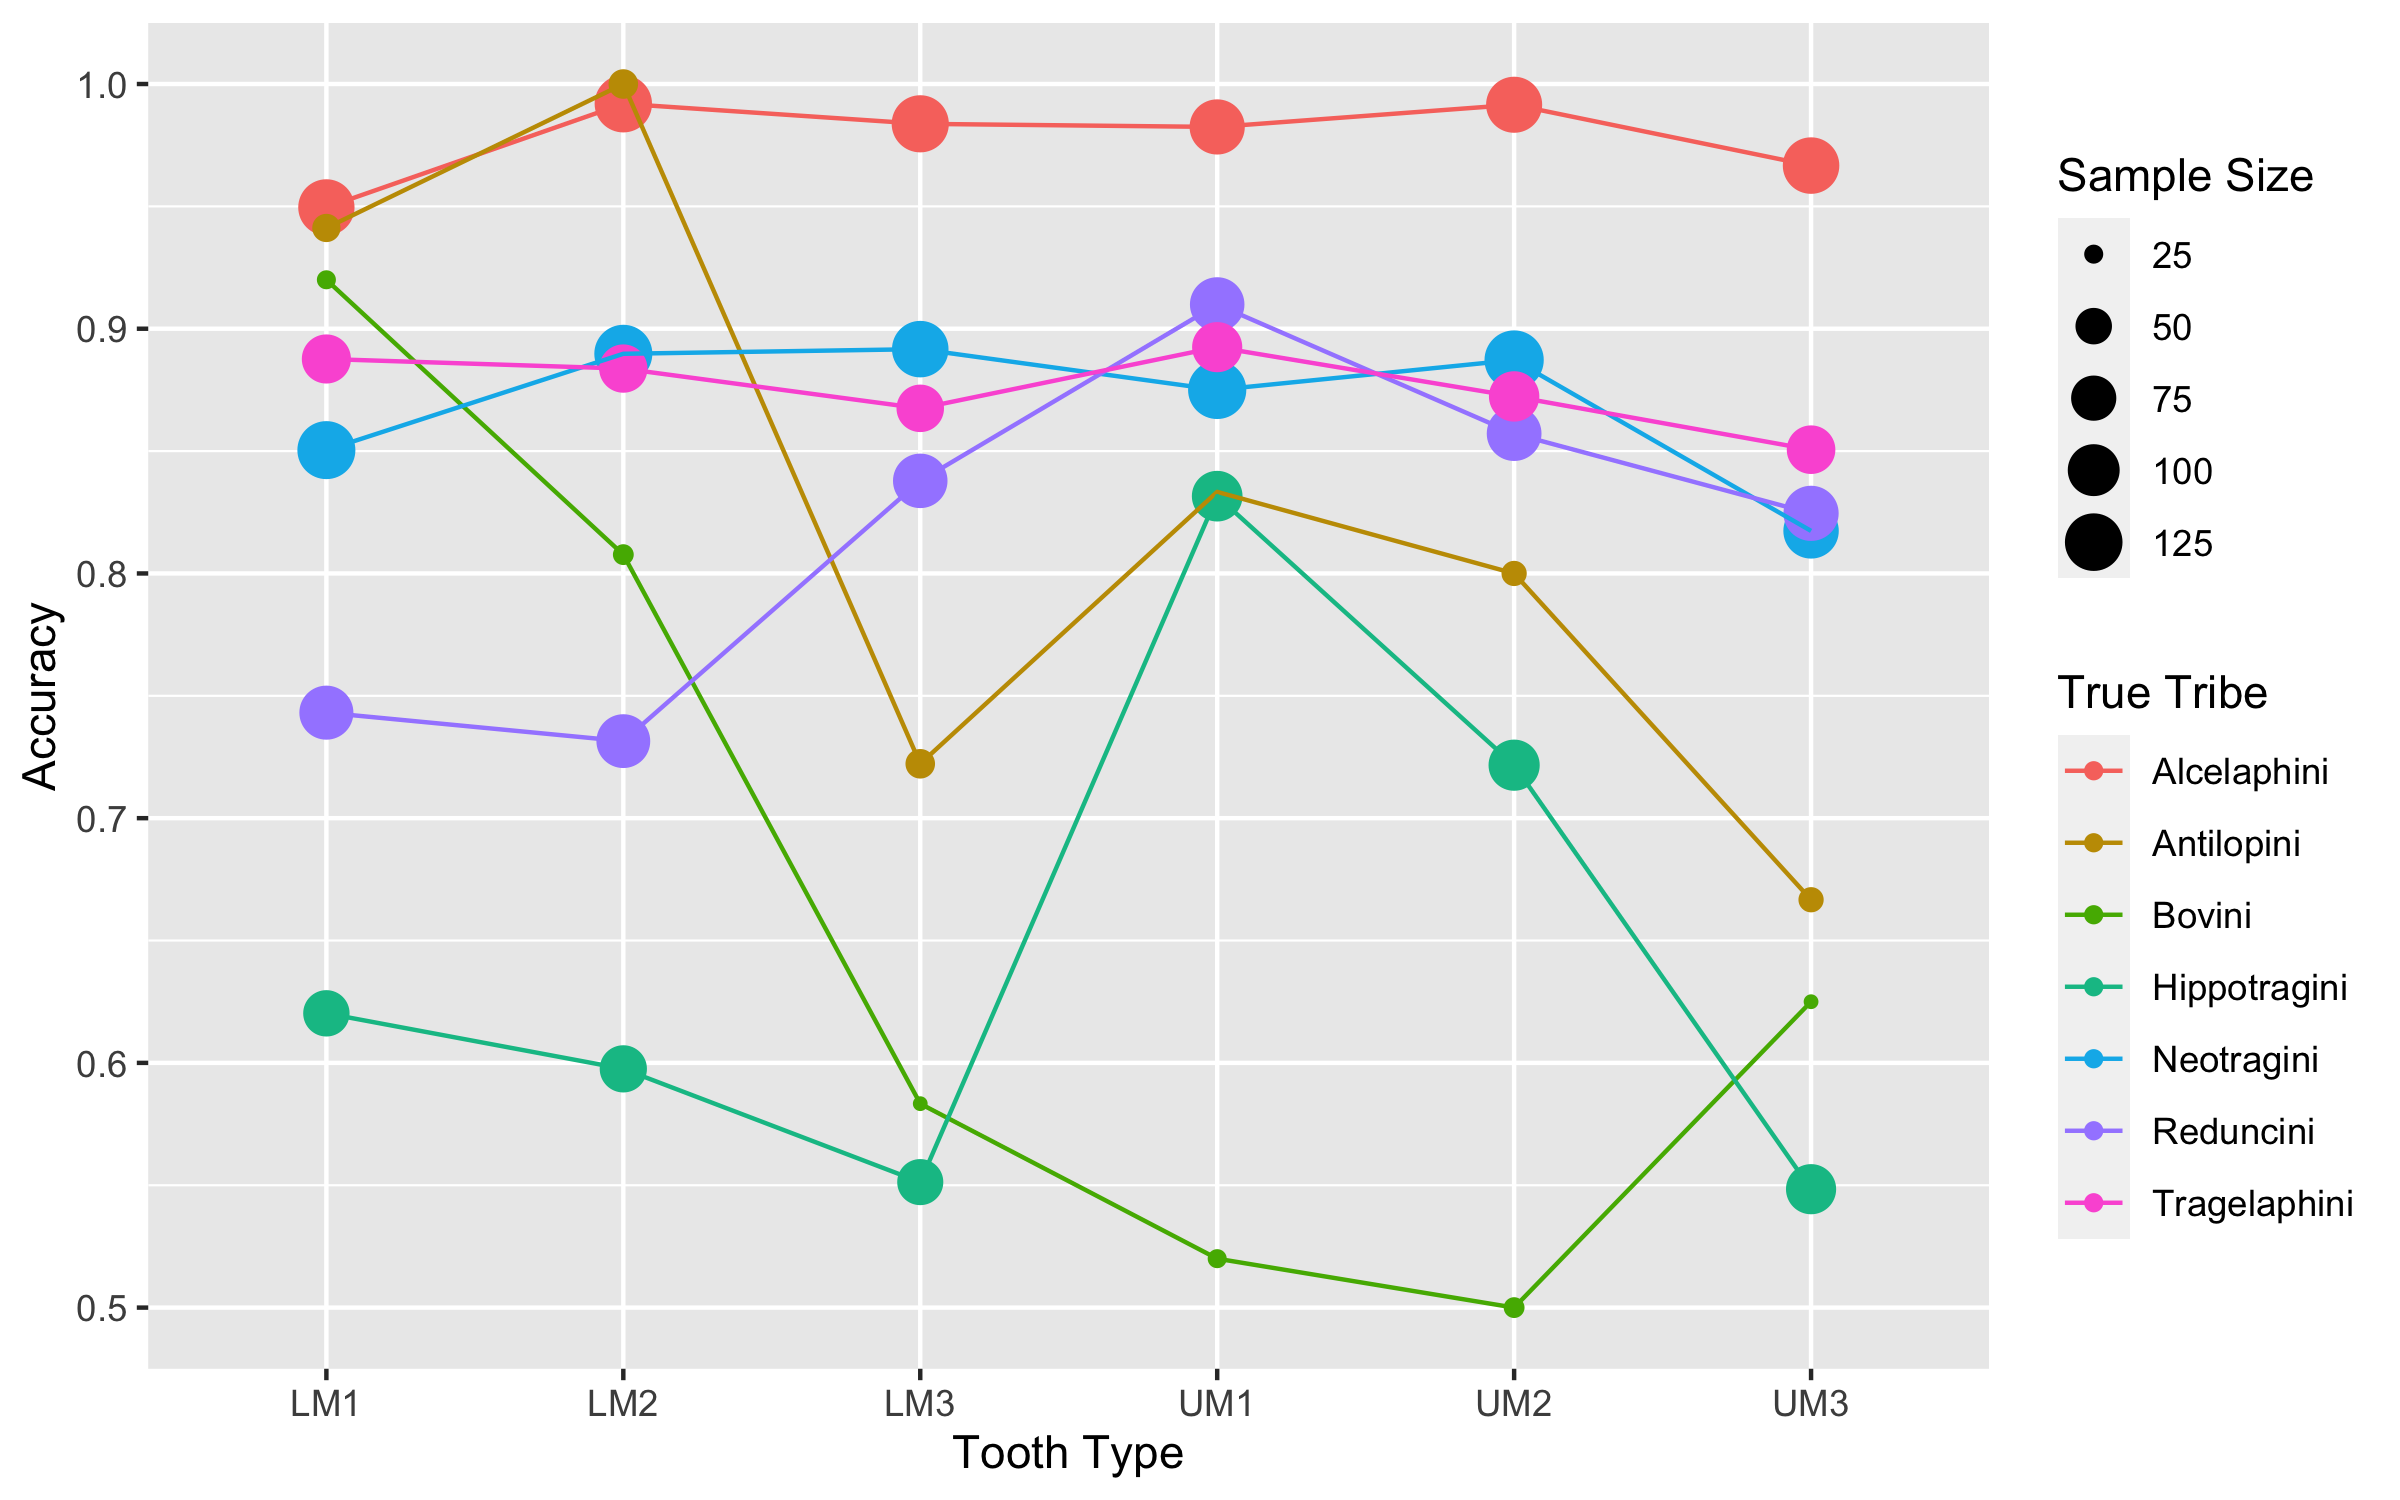 1.0
0.9
0.8
0.7
0.6
0.5
Accuracy
LM1 LM2 LM3 UM1 UM2 UM3
Tooth Type
Sample Size
25
50
75
100
125
True Tribe
Alcelaphini
Antilopini
Bovini
Hippotragini
Neotragini
Reduncini
Tragelaphini